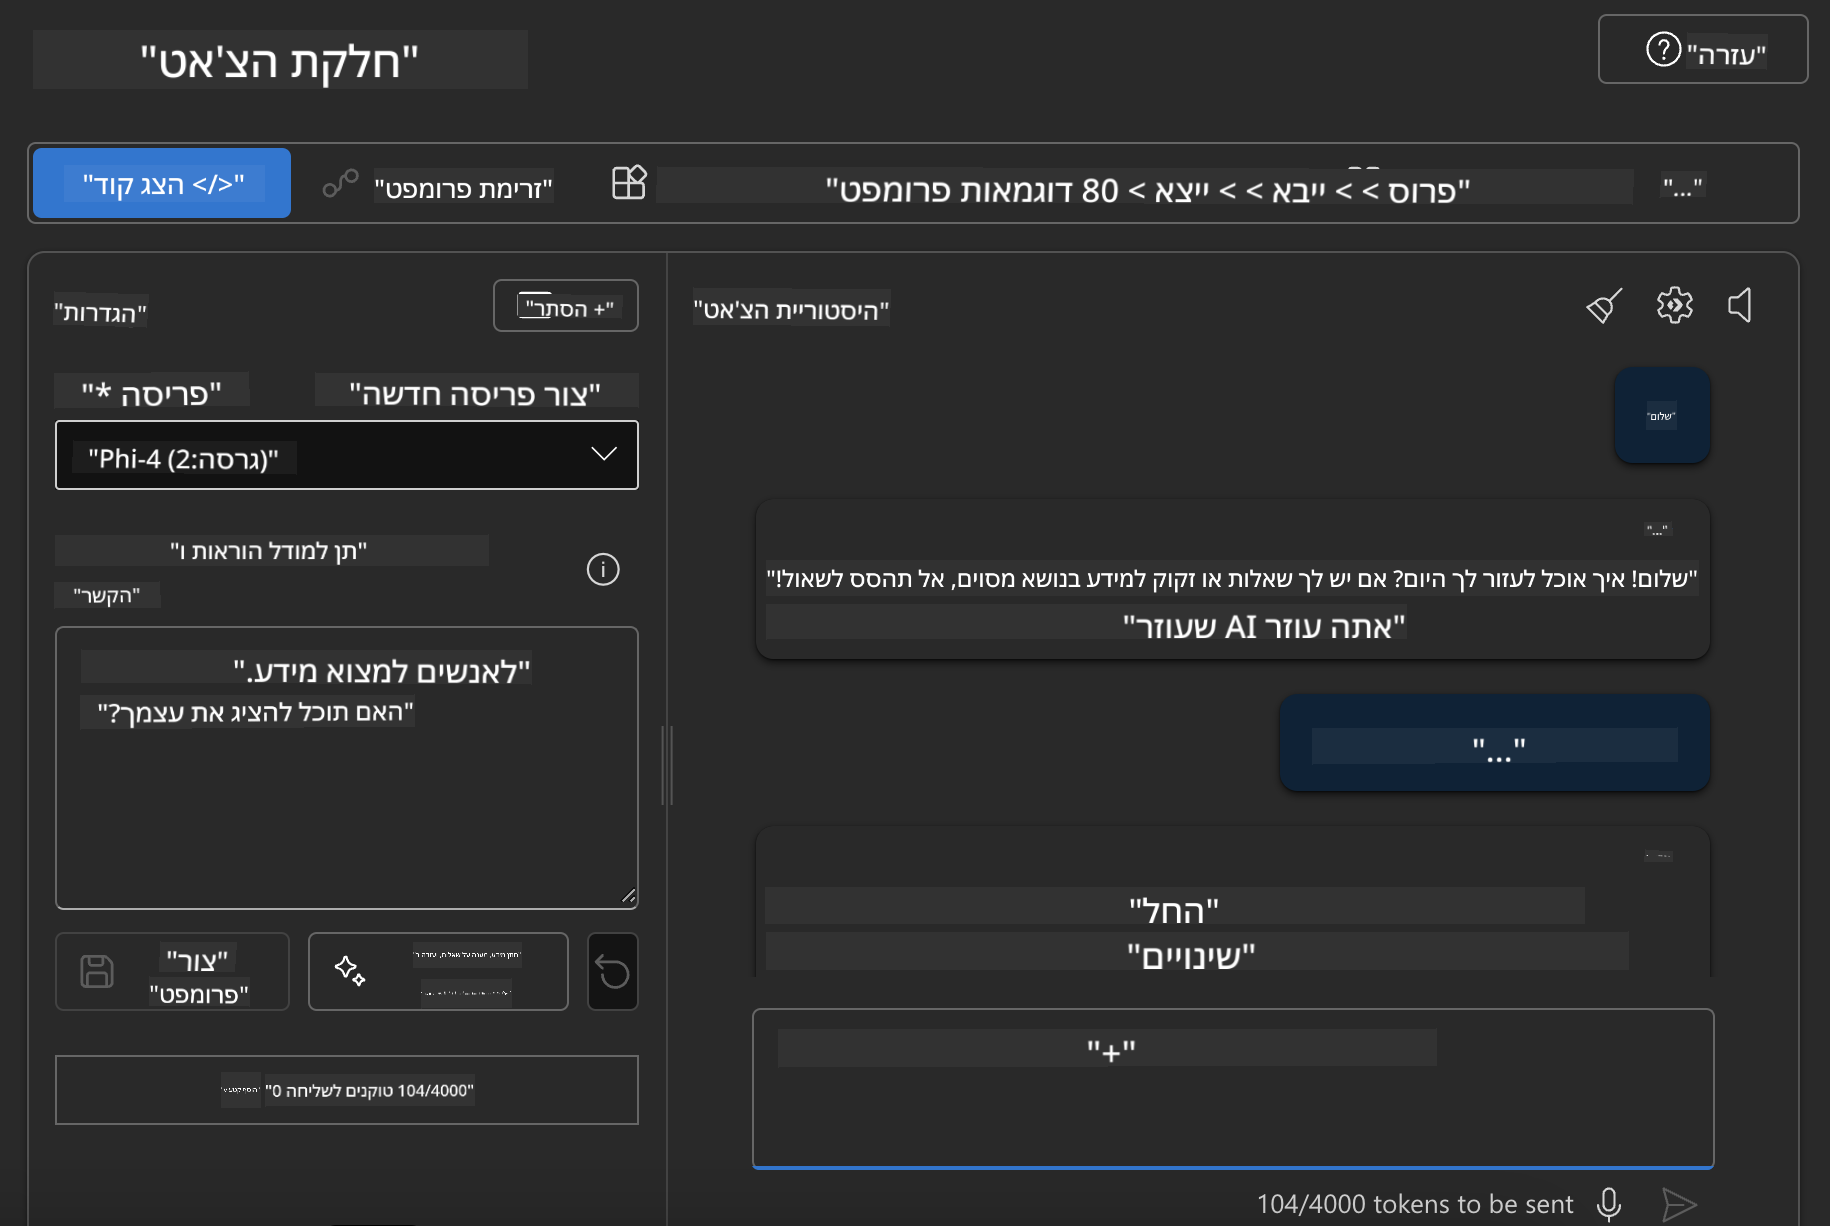 "חלקת הצ'אט"
"עזרה"
"</> הצג קוד"
"זרימת פרומפט"
"פרוס > > ייבא > > ייצא > 80 דוגמאות פרומפט"
"..."
"הגדרות"
"+ הסתר"
"פריסה *"
"צור פריסה חדשה"
"Phi-4 (גרסה:2)"
"תן למודל הוראות ו"
"הקשר"
"לאנשים למצוא מידע."
"האם תוכל להציג את עצמך?"
"צור"
"פרומפט"
"104/4000 טוקנים לשליחה 0"
"היסטוריית הצ'אט"
"שלום"
"..."
"שלום! איך אוכל לעזור לך היום? אם יש לך שאלות או זקוק למידע בנושא מסוים, אל תהסס לשאול!"
"אתה עוזר AI שעוזר"
"..."
"החל"
"שינויים"
"+"
104/4000 tokens to be sent